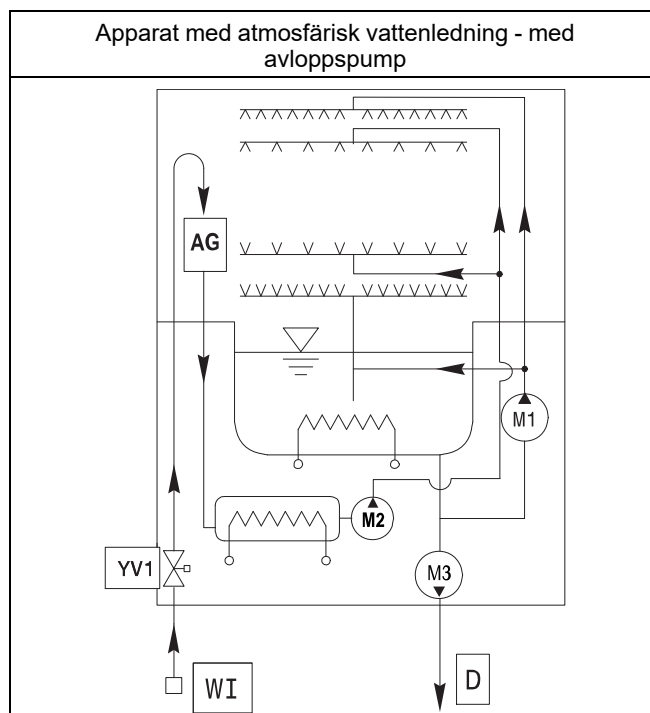 Apparat med atmosfärisk vattenledning - med
avloppspump
AG
M1
M2
YV1
M3
WI
D